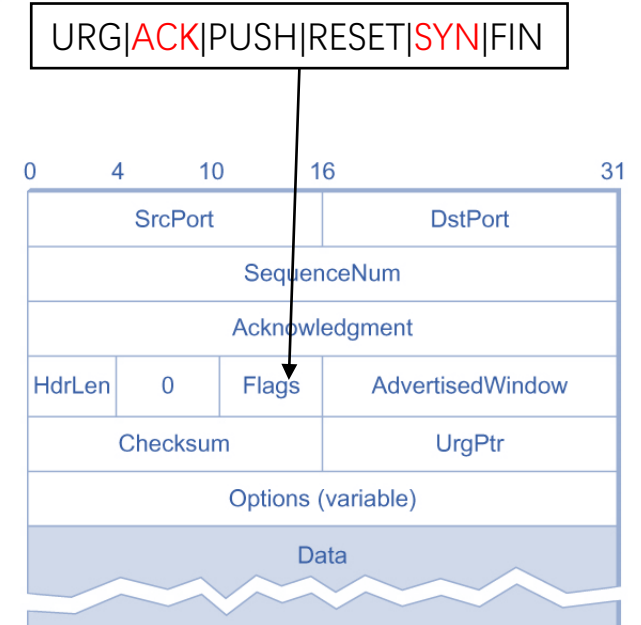 URG|ACK|PUSH|RESET|SYN|FIN
0 4 10 16 31
SrcPort DstPort
SequenceNum
Acknowledgment
HdrLen 0 Flags AdvertisedWindow
Checksum UrgPtr
Options (variable)
Data